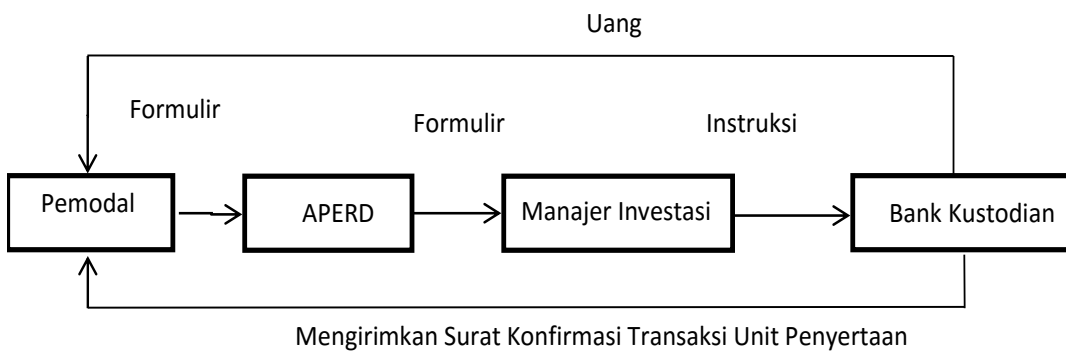 Uang
Formulir
Formulir
Instruksi
Pemodal
APERD
Manajer Investasi
Bank Kustodian
Mengirimkan Surat Konfirmasi Transaksi Unit Penyertaan